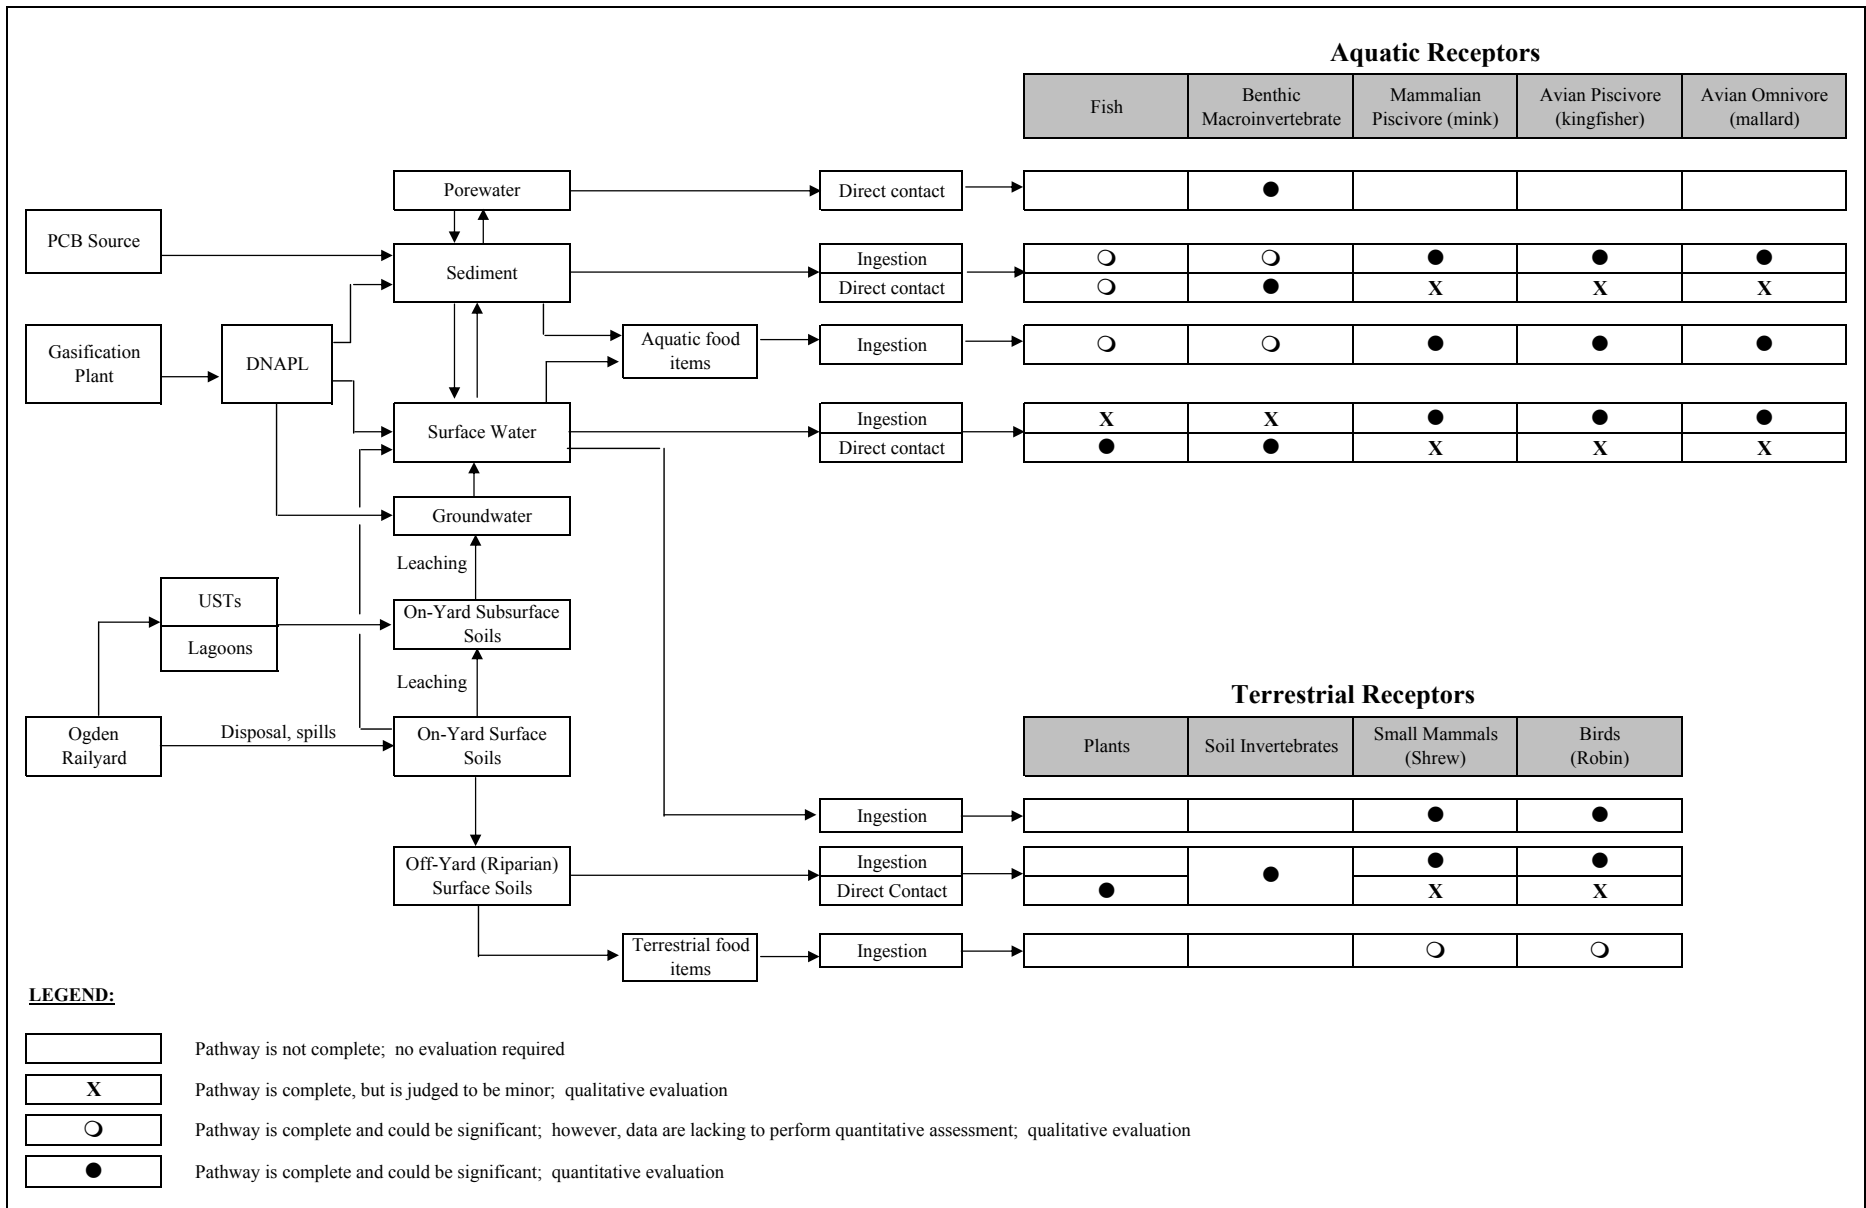 Aquatic Receptors
Fish
Benthic
Macroinvertebrate
Mammalian
Piscivore (mink)
Avian Piscivore
(kingfisher)
Avian Omnivore
(mallard)
Porewater
Direct contact
PCB Source
Sediment
Ingestion
Direct contact
X X X
Gasification
Plant
DNAPL
Aquatic food
items
Ingestion
Surface Water
Ingestion
X X
Direct contact
X X X
Groundwater
Leaching
USTs
Lagoons
On-Yard Subsurface
Soils
Leaching
Terrestrial Receptors
Ogden
Railyard
Disposal, spills
On-Yard Surface
Soils
Plants
Soil Invertebrates
Small Mammals
(Shrew)
Birds
(Robin)
Ingestion
Off-Yard (Riparian)
Surface Soils
Ingestion
Direct Contact
X X
Terrestrial food
items
Ingestion
LEGEND:
Pathway is not complete; no evaluation required
X Pathway is complete, but is judged to be minor; qualitative evaluation
Pathway is complete and could be significant; however, data are lacking to perform quantitative assessment; qualitative evaluation
Pathway is complete and could be significant; quantitative evaluation